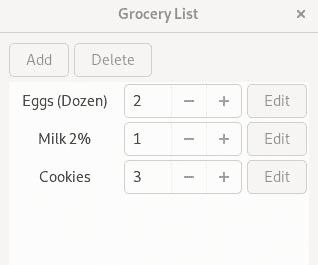 Grocery List ×
Add Delete
Eggs (Dozen) 2 − + Edit
Milk 2% 1 − + Edit
Cookies 3 − + Edit